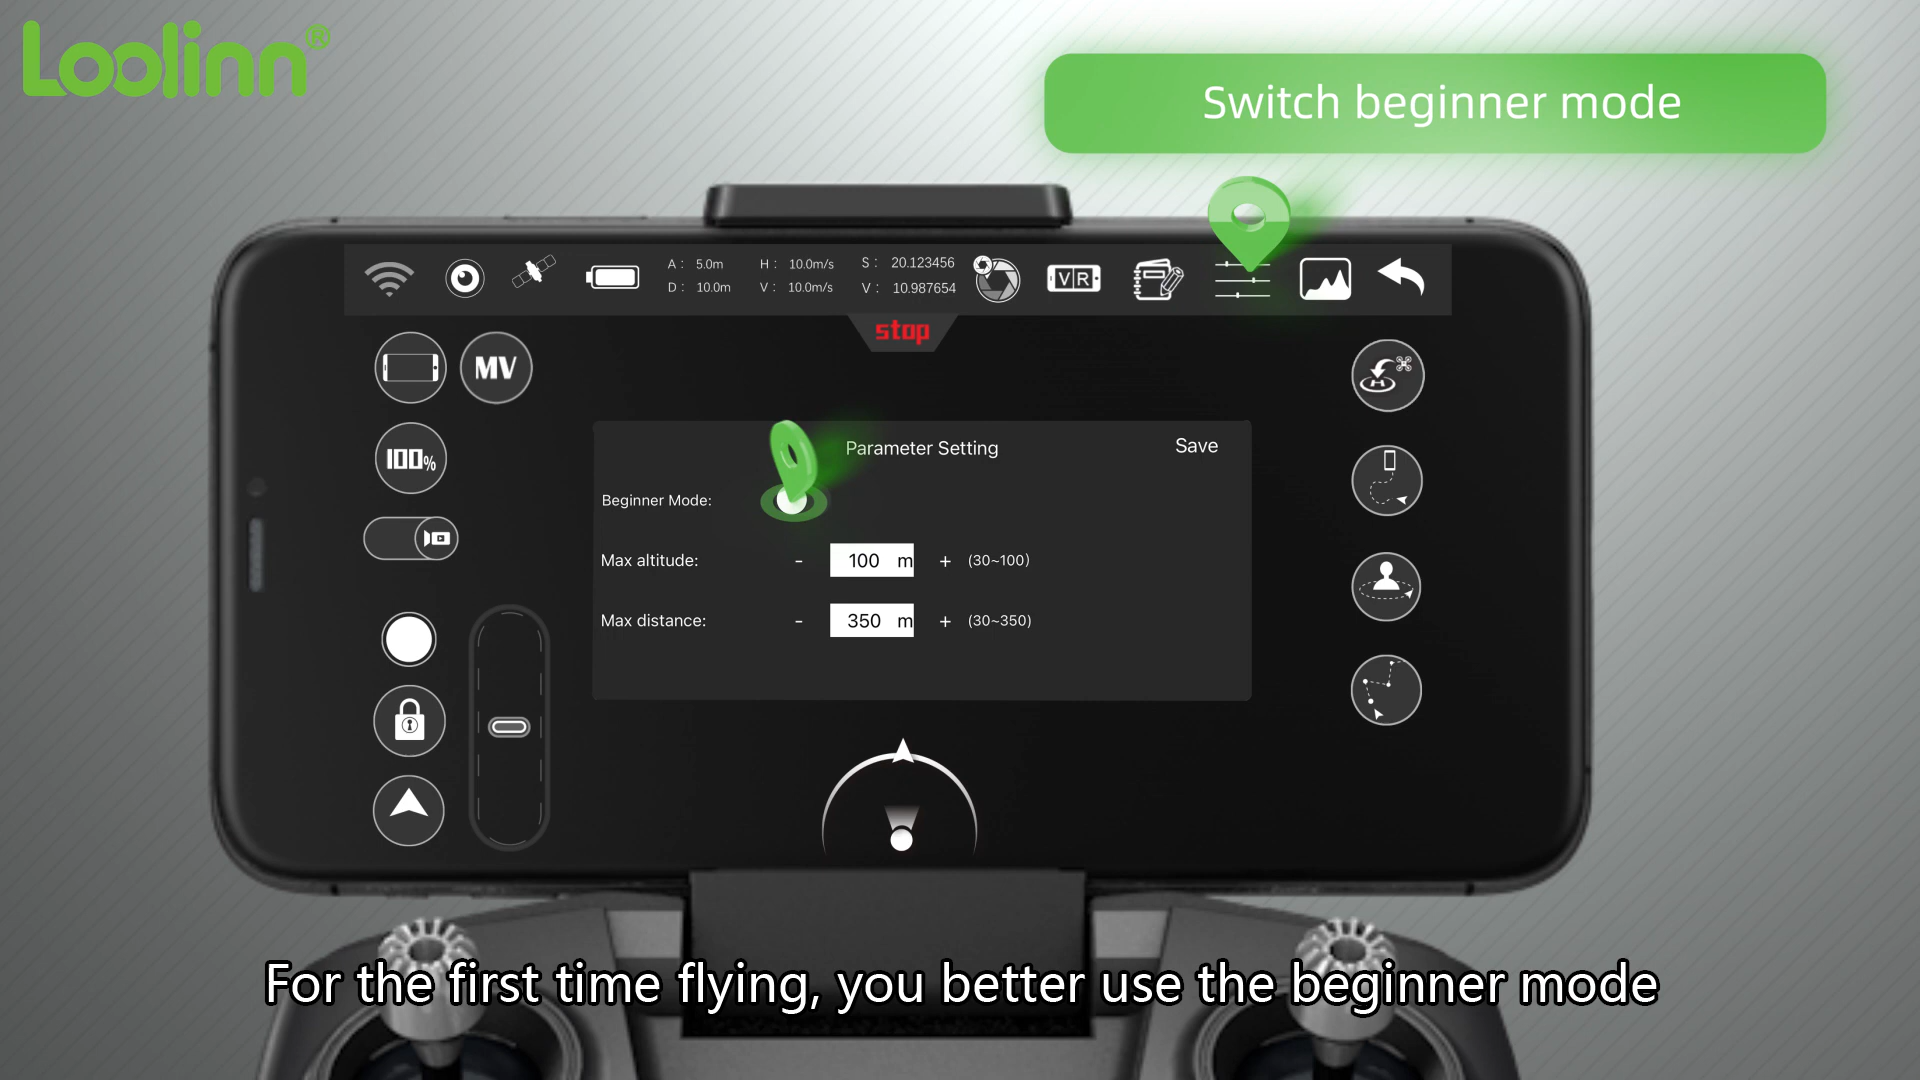 Loolinn®
Switch beginner mode
A : 5.0m H : 10.0m/s S : 20.123456
D : 10.0m V : 10.0m/s V : 10.987654
VR
stop
MV
100%
Parameter Setting Save
Beginner Mode:
Max altitude: - 100 m + (30~100)
Max distance: - 350 m + (30~350)
H
For the first time flying, you better use the beginner mode